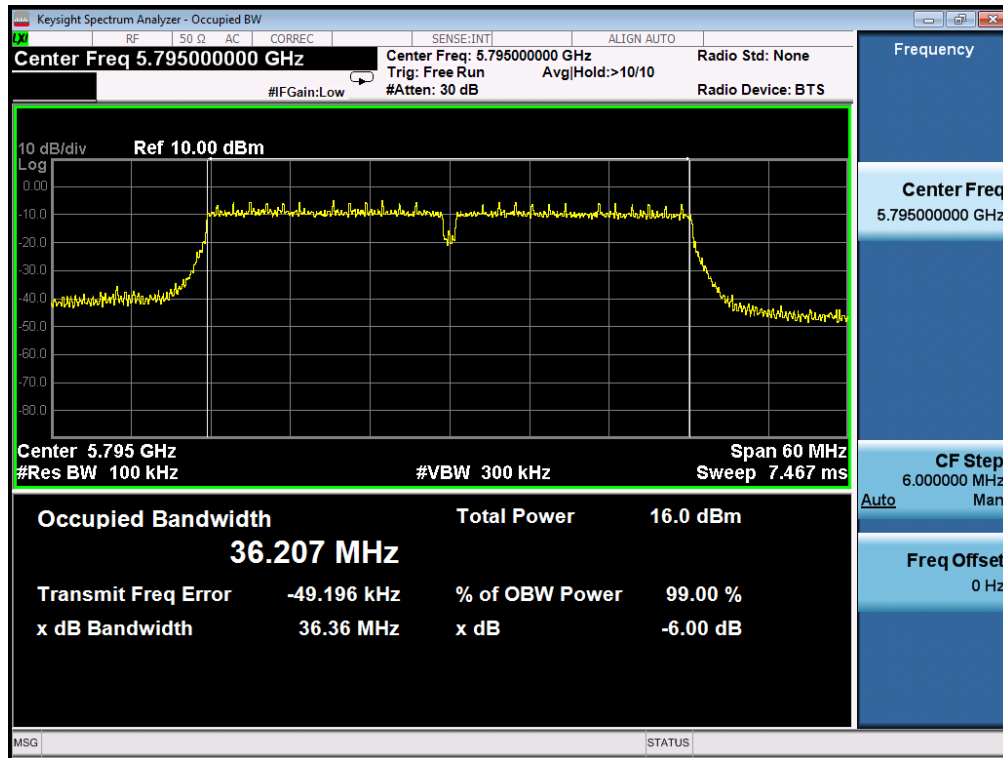 Keysight Spectrum Analyzer - Occupied BW
LXI RF 50 Ω AC CORREC SENSE:INT ALIGN AUTO
Center Freq 5.795000000 GHz
Center Freq: 5.795000000 GHz Radio Std: None
Trig: Free Run Avg|Hold:>10/10
#IFGain:Low #Atten: 30 dB Radio Device: BTS
10 dB/div Ref 10.00 dBm
Log
0.00
-10.0
-20.0
-30.0
-40.0
-50.0
-60.0
-70.0
-80.0
Center 5.795 GHz Span 60 MHz
#Res BW 100 kHz #VBW 300 kHz Sweep 7.467 ms
Occupied Bandwidth Total Power 16.0 dBm
36.207 MHz
Transmit Freq Error -49.196 kHz % of OBW Power 99.00 %
x dB Bandwidth 36.36 MHz x dB -6.00 dB
MSG STATUS
Frequency
Center Freq
5.795000000 GHz
CF Step
6.000000 MHz
Auto Man
Freq Offset
0 Hz